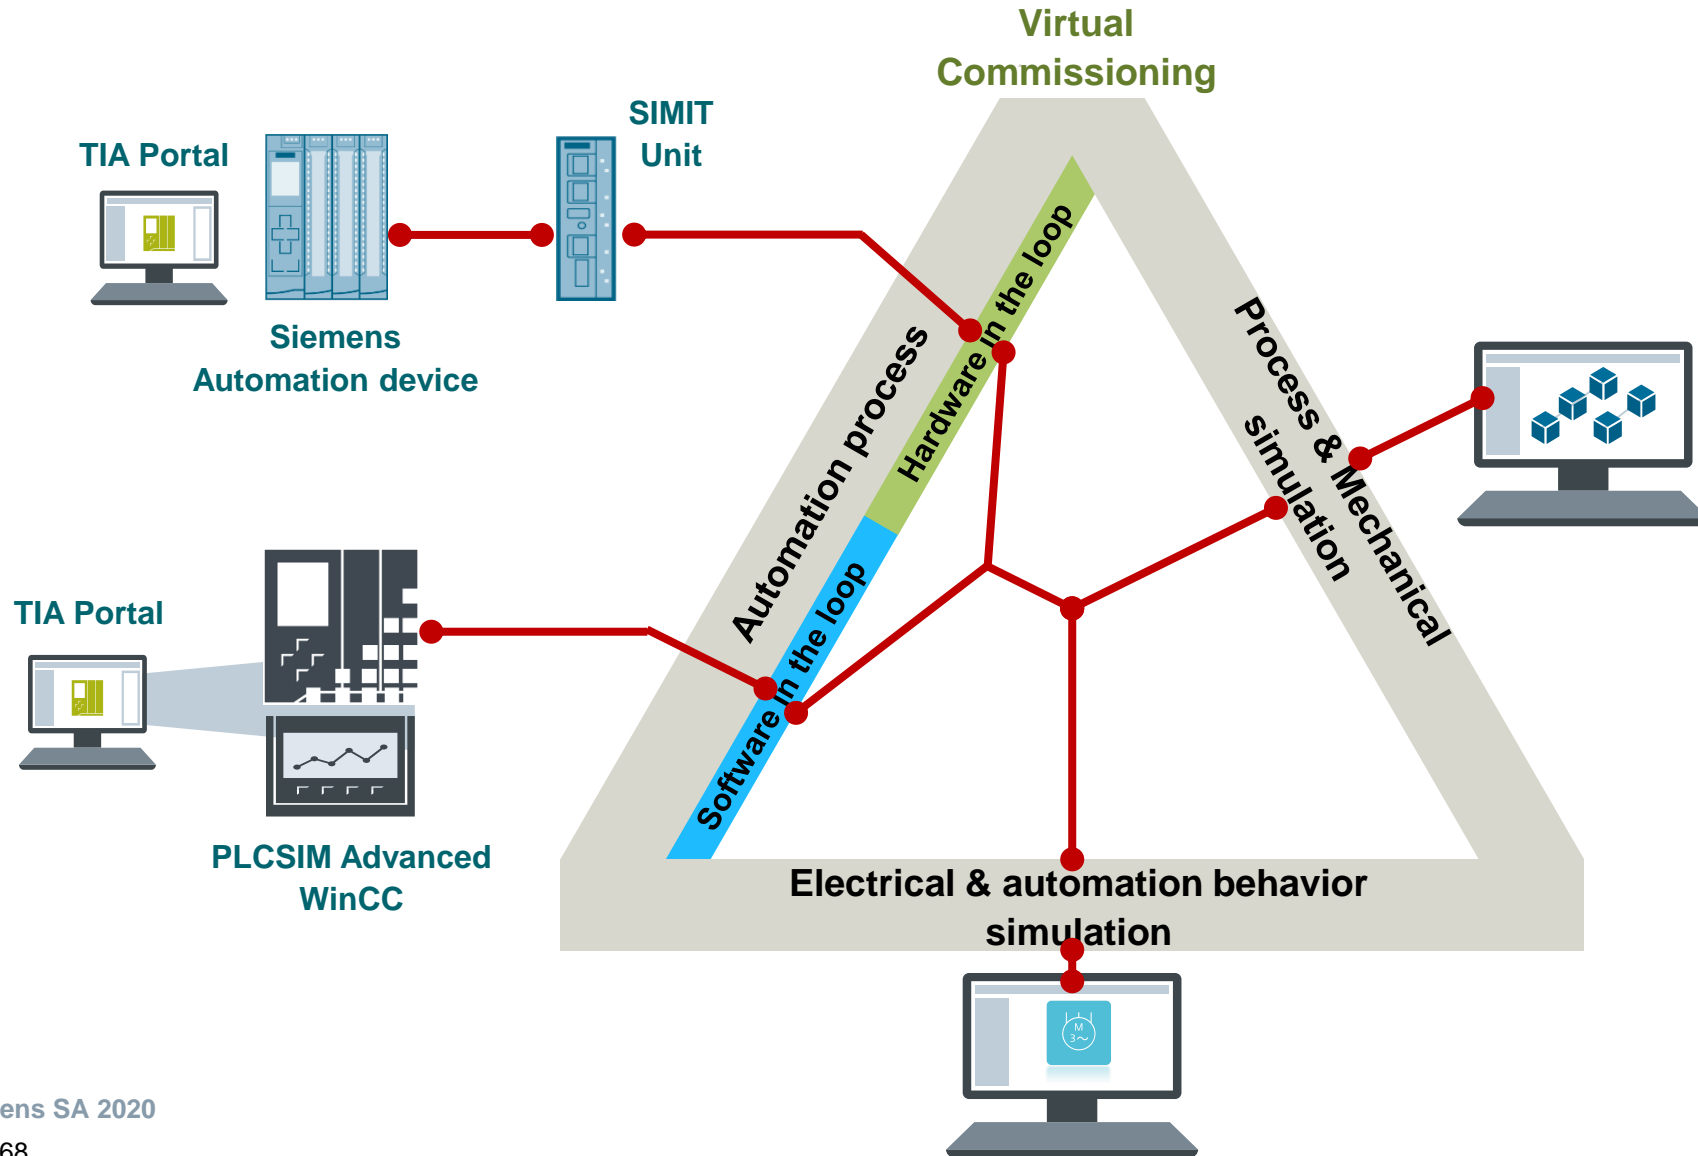 Virtual
Commissioning
SIMIT
Unit
TIA Portal
Siemens
Automation device
Automation process
Hardware in the loop
Software in the loop
Process & Mechanical
simulation
TIA Portal
PLCSIM Advanced
WinCC
Electrical & automation behavior
simulation
M
3~
ens SA 2020
68